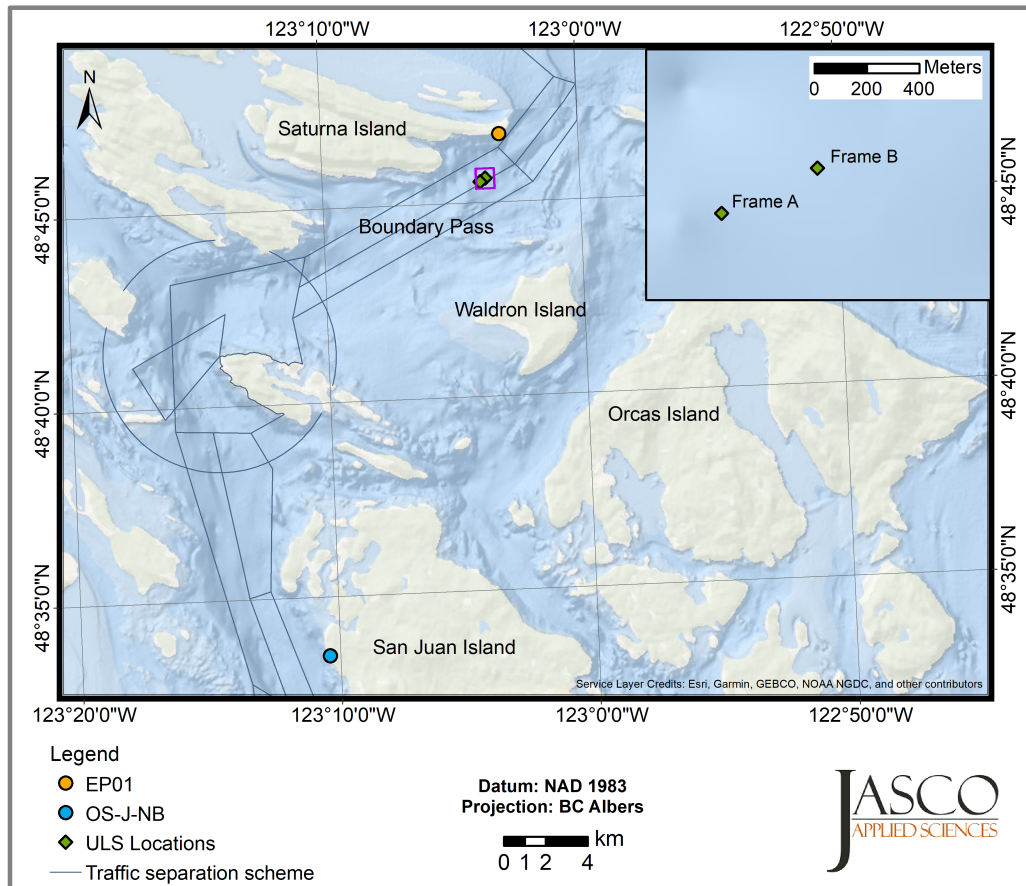 123°10'0"W
123°0'0"W
122°50'0"W
N
Meters
0 200 400
Saturna Island
Frame B
Frame A
48°45'0"N
48°45'0"N
Boundary Pass
Waldron Island
48°40'0"N
48°40'0"N
Orcas Island
48°35'0"N
48°35'0"N
San Juan Island
Service Layer Credits: Esri, Garmin, GEBCO, NOAA NGDC, and other contributors
123°20'0"W
123°10'0"W
123°0'0"W
122°50'0"W
Legend
EP01
OS-J-NB
ULS Locations
Traffic separation scheme
Datum: NAD 1983
Projection: BC Albers
km
0 1 2 4
JASCO
APPLIED SCIENCES